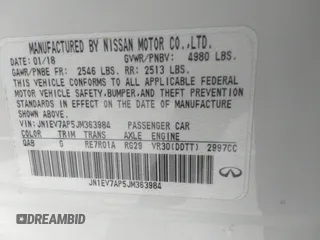 MANUFACTURED BY NISSAN MOTOR CO.,LTD.
DATE: 01/18 GVWR/PNBV: 4980 LBS.
GAWR/PNBE FR: 2546 LBS. RR: 2513 LBS.
THIS VEHICLE CONFORMS TO ALL APPLICABLE FEDERAL
MOTOR VEHICLE SAFETY, BUMPER, AND THEFT PREVENTION
STANDARDS IN EFFECT ON THE DATE OF MANUFACTURE
SHOWN ABOVE.
VIN: JN1EV7AP5JM363984 PASSENGER CAR
COLOR TRIM TRANS AXLE ENGINE
QAB G RE7R01A RG29 YR30(DDTT) 2997CC
JN1EV7AP5JM363984
DREAMBID